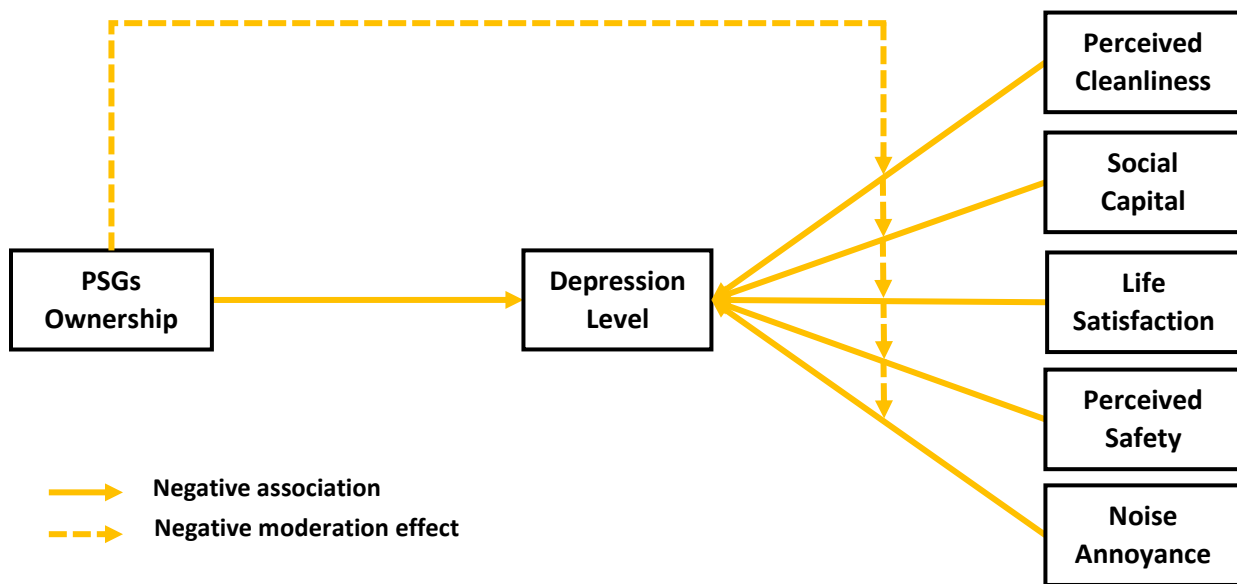 Perceived
Cleanliness
Social
Capital
PSGs
Ownership
Depression
Level
Life
Satisfaction
Perceived
Safety
Noise
Annoyance
Negative association
Negative moderation effect